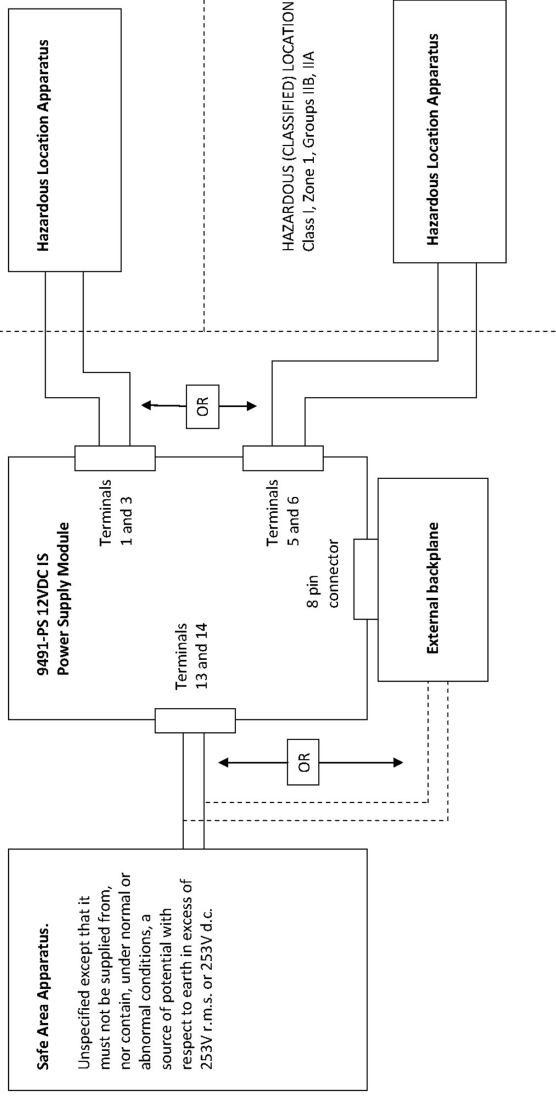 Safe Area Apparatus.
Unspecified except that it
must not be supplied from,
nor contain, under normal or
abnormal conditions, a
source of potential with
respect to earth in excess of
253V r.m.s. or 253V d.c.
OR
9491-PS 12VDC IS
Power Supply Module
Terminals
13 and 14
Terminals
1 and 3
Terminals
5 and 6
8 pin
connector
External backplane
OR
Hazardous Location Apparatus
HAZARDOUS (CLASSIFIED) LOCATION
Class I, Zone 1, Groups IIB, IIA
Hazardous Location Apparatus